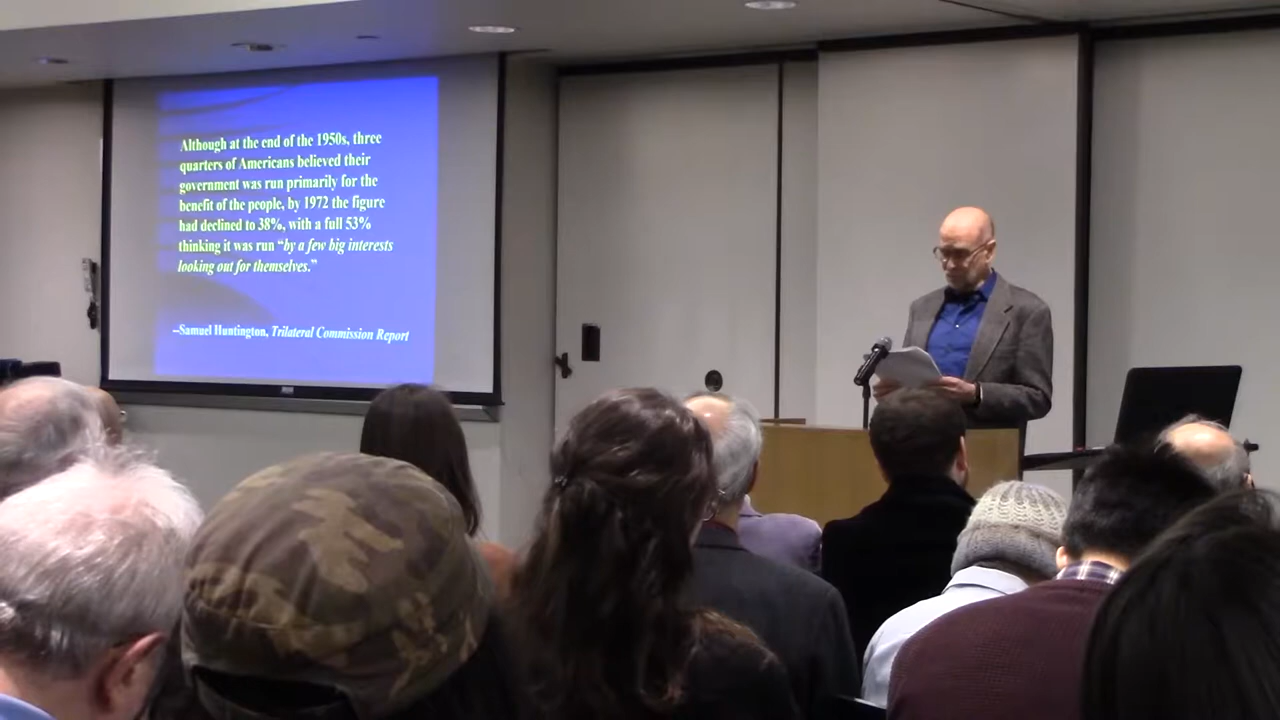 Although at the end of the 1950s, three
quarters of Americans believed their
government was run primarily for the
benefit of the people, by 1972 the figure
had declined to 38%, with a full 53%
thinking it was run “by a few big interests
looking out for themselves.”
--Samuel Huntington, Trilateral Commission Report